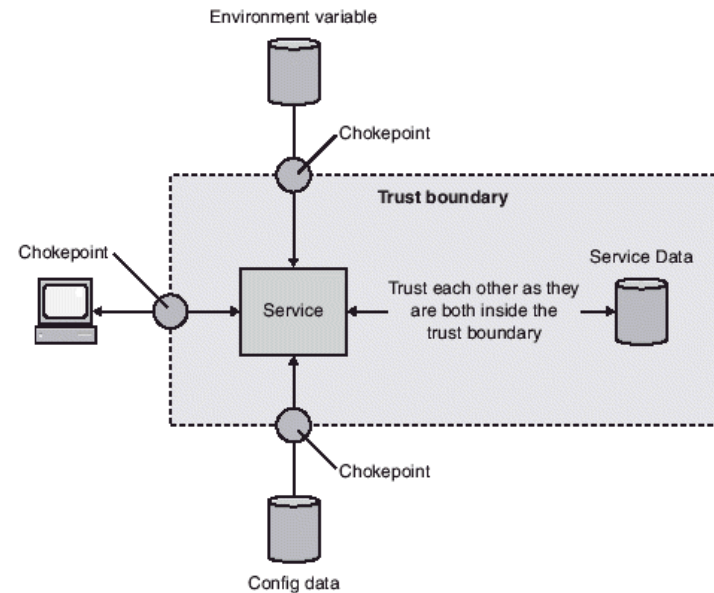 Environment variable
Chokepoint
Trust boundary
Chokepoint
Service Data
Service
Trust each other as they
are both inside the
trust boundary
Chokepoint
Config data